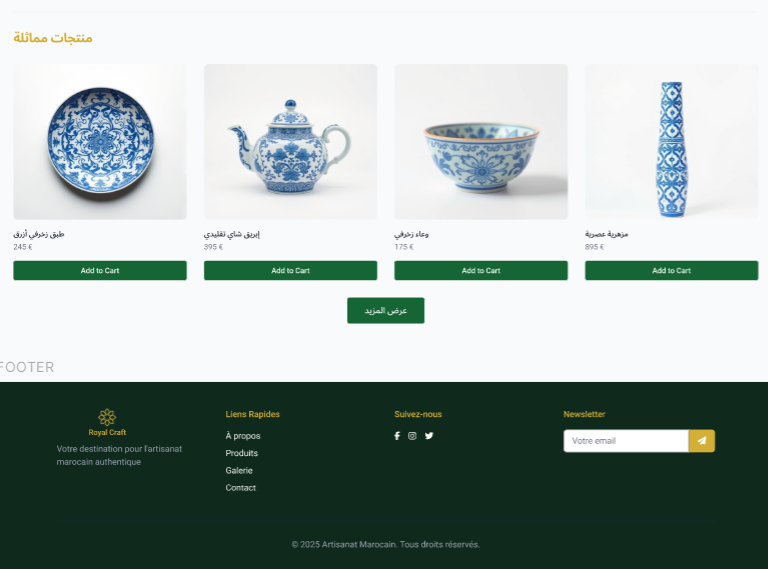 منتجات مماثلة
طبق زخرفي أزرق
245 €
Add to Cart
إبريق شاي تقليدي
395 €
Add to Cart
وعاء زخرفي
175 €
Add to Cart
مزهرية عصرية
895 €
Add to Cart
عرض المزيد
FOOTER
Royal Craft
Votre destination pour l'artisanat
marocain authentique
Liens Rapides
À propos
Produits
Galerie
Contact
Suivez-nous
Newsletter
Votre email
© 2025 Artisanat Marocain. Tous droits réservés.